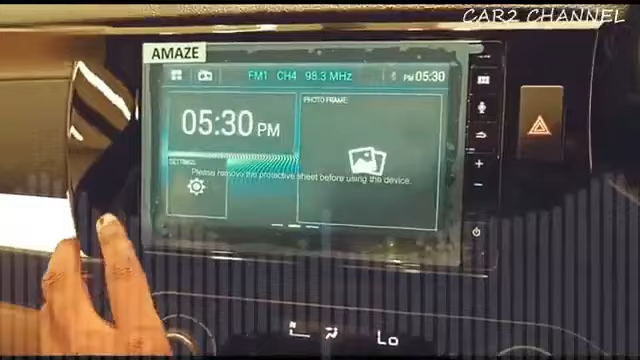 CAR2 CHANNEL
AMAZE
FM1 CH4 98.3 MHz
PM 05:30
PHOTO FRAME
05:30 PM
SETTINGS
Please remove the protective sheet before using the device.
+
-
Lo